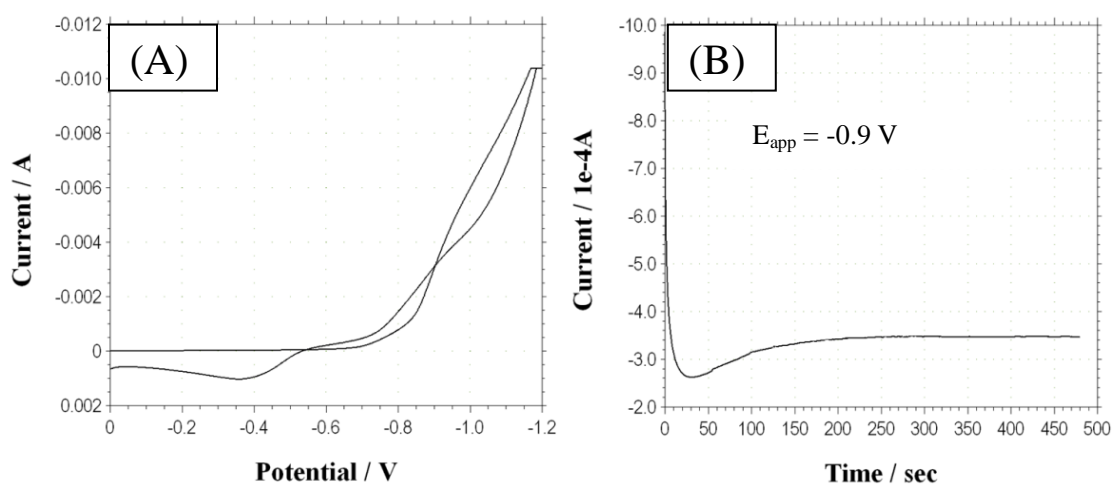 (A)
-0.012
-0.010
-0.008
-0.006
-0.004
-0.002
0
0.002
Current / A
0 -0.2 -0.4 -0.6 -0.8 -1.0 -1.2
Potential / V
(B)
E_app = -0.9 V
-10.0
-9.0
-8.0
-7.0
-6.0
-5.0
-4.0
-3.0
-2.0
Current / 1e-4A
0 50 100 150 200 250 300 350 400 450 500
Time / sec